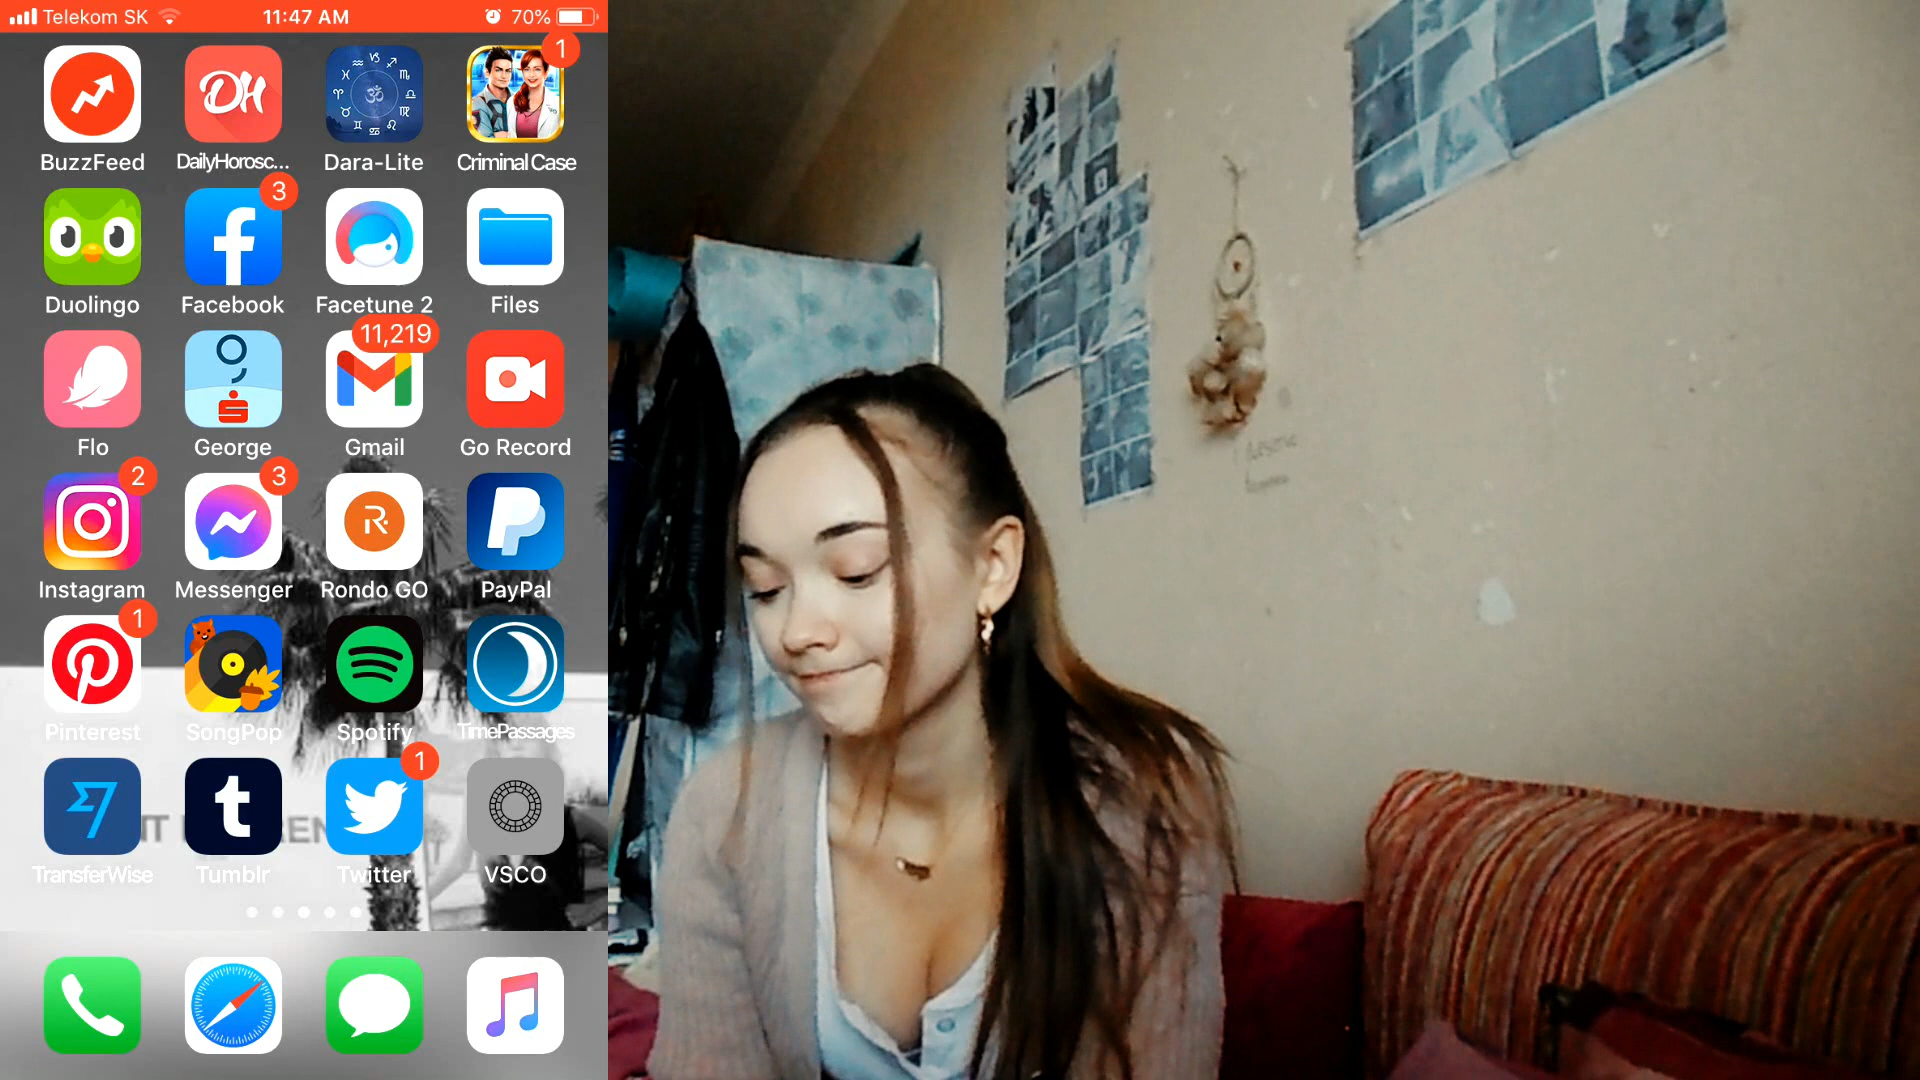 Telekom SK 11:47 AM 70%
1
BuzzFeed DailyHorosc... Dara-Lite Criminal Case
3
Duolingo Facebook Facetune 2 Files
11,219
Flo George Gmail Go Record
2 3
Instagram Messenger Rondo GO PayPal
1
Pinterest SongPop Spotify TimePassages
1
TransferWise Tumblr Twitter VSCO